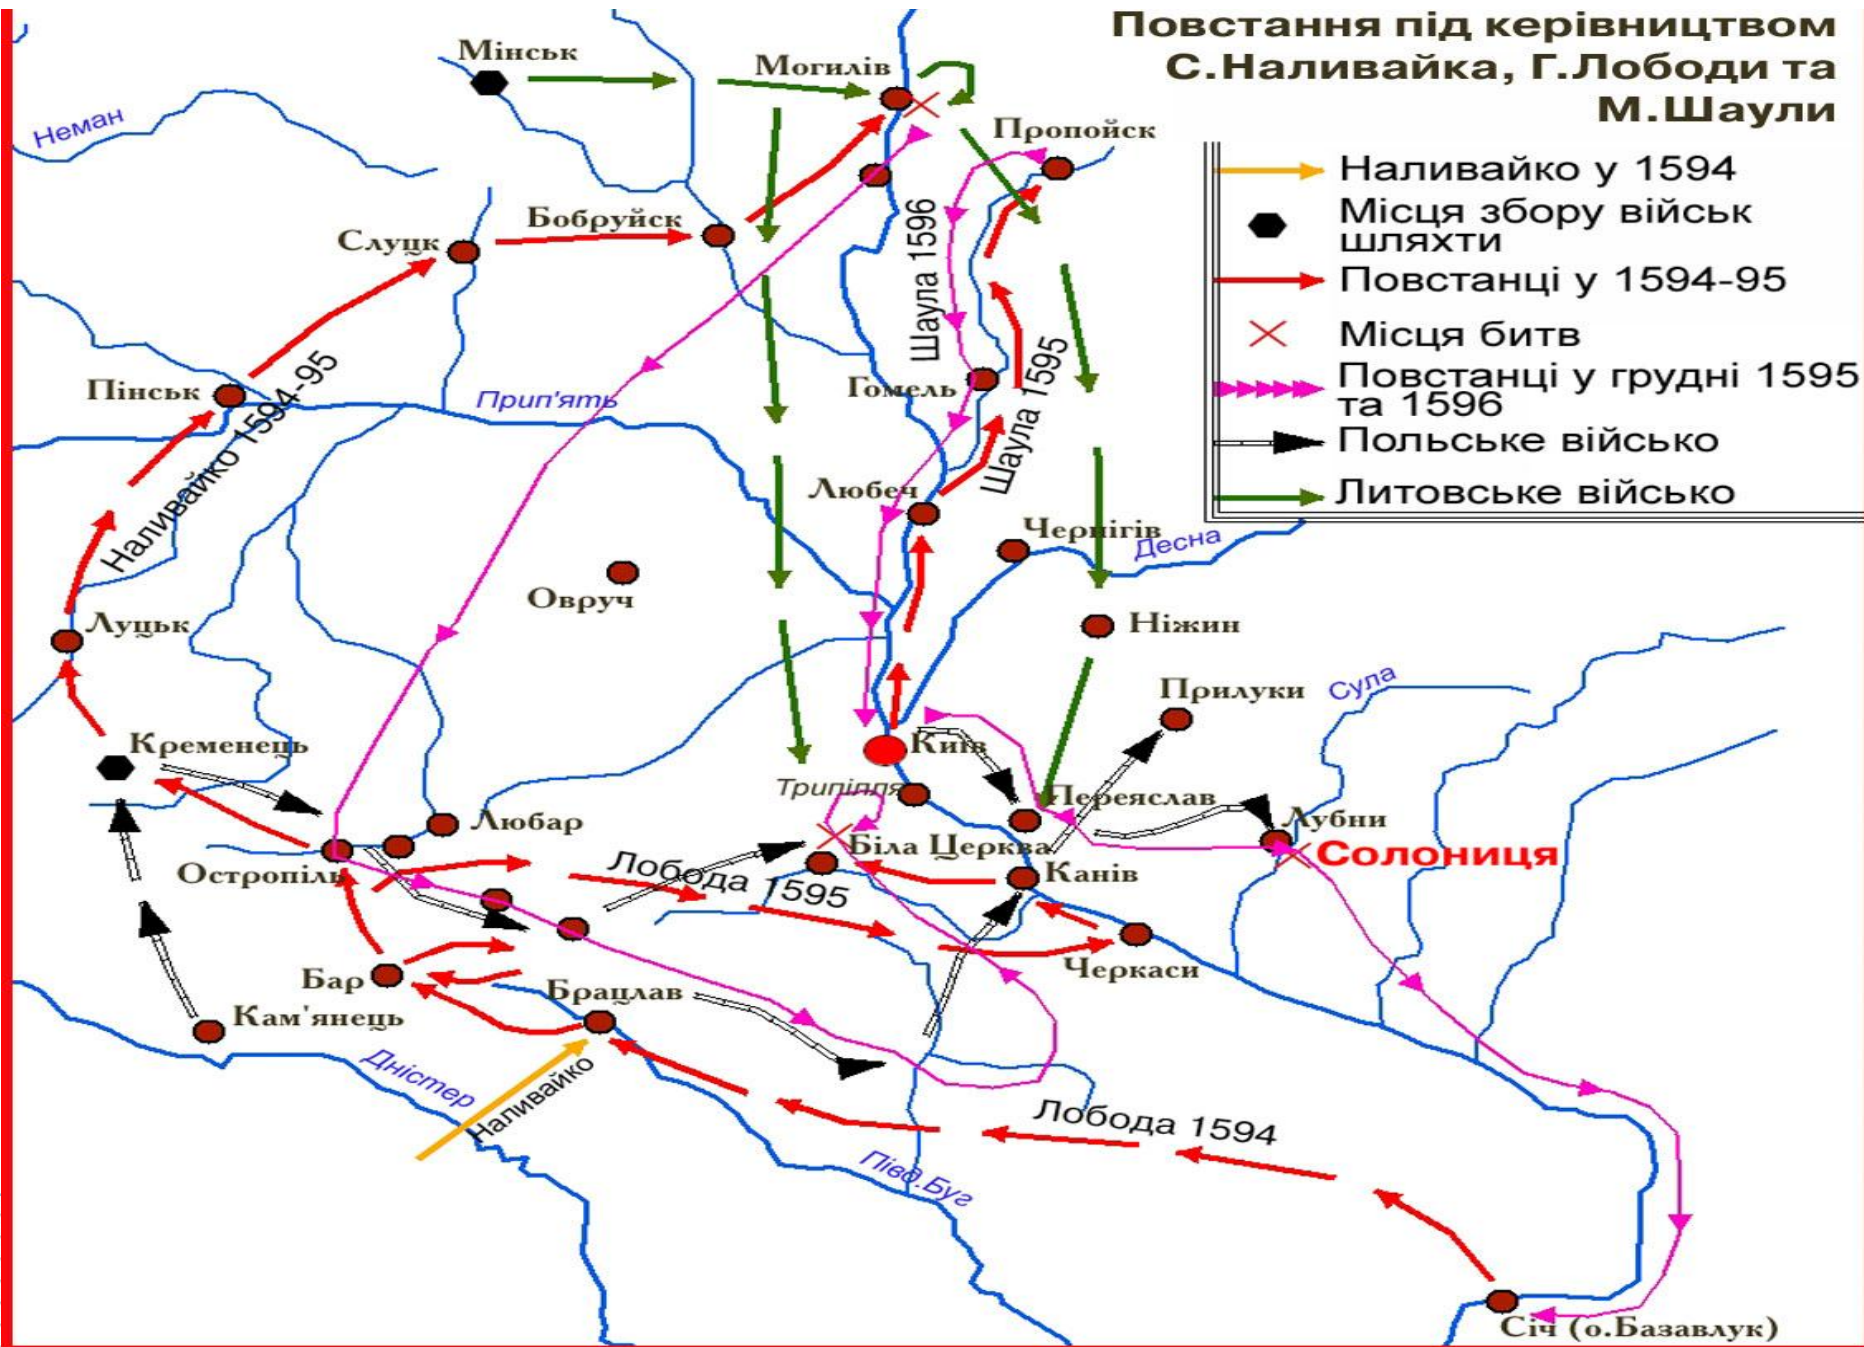 Повстання під керівництвом
С.Наливайка, Г.Лободи та
М.Шаули
Наливайко у 1594
Місця збору військ
шляхти
Повстанці у 1594-95
Місця битв
Повстанці у грудні 1595
та 1596
Польське військо
Литовське військо
Мінськ
Могилів
Пропойск
Неман
Бобруйск
Слуцк
Шаула 1596
Пінськ
Прип'ять
Гомель
Шаула 1595
Наливайко 1594-95
Любеч
Чернігів
Десна
Овруч
Луцьк
Ніжин
Прилуки
Сула
Кременець
Київ
Трипілля
Переяслав
Любар
Лубни
Солониця
Біла Церква
Остропіль
Лобода 1595
Канів
Черкаси
Бар
Брацлав
Кам'янець
Дністер
Наливайко
Лобода 1594
Півд.Буг
Січ (о.Базавлук)